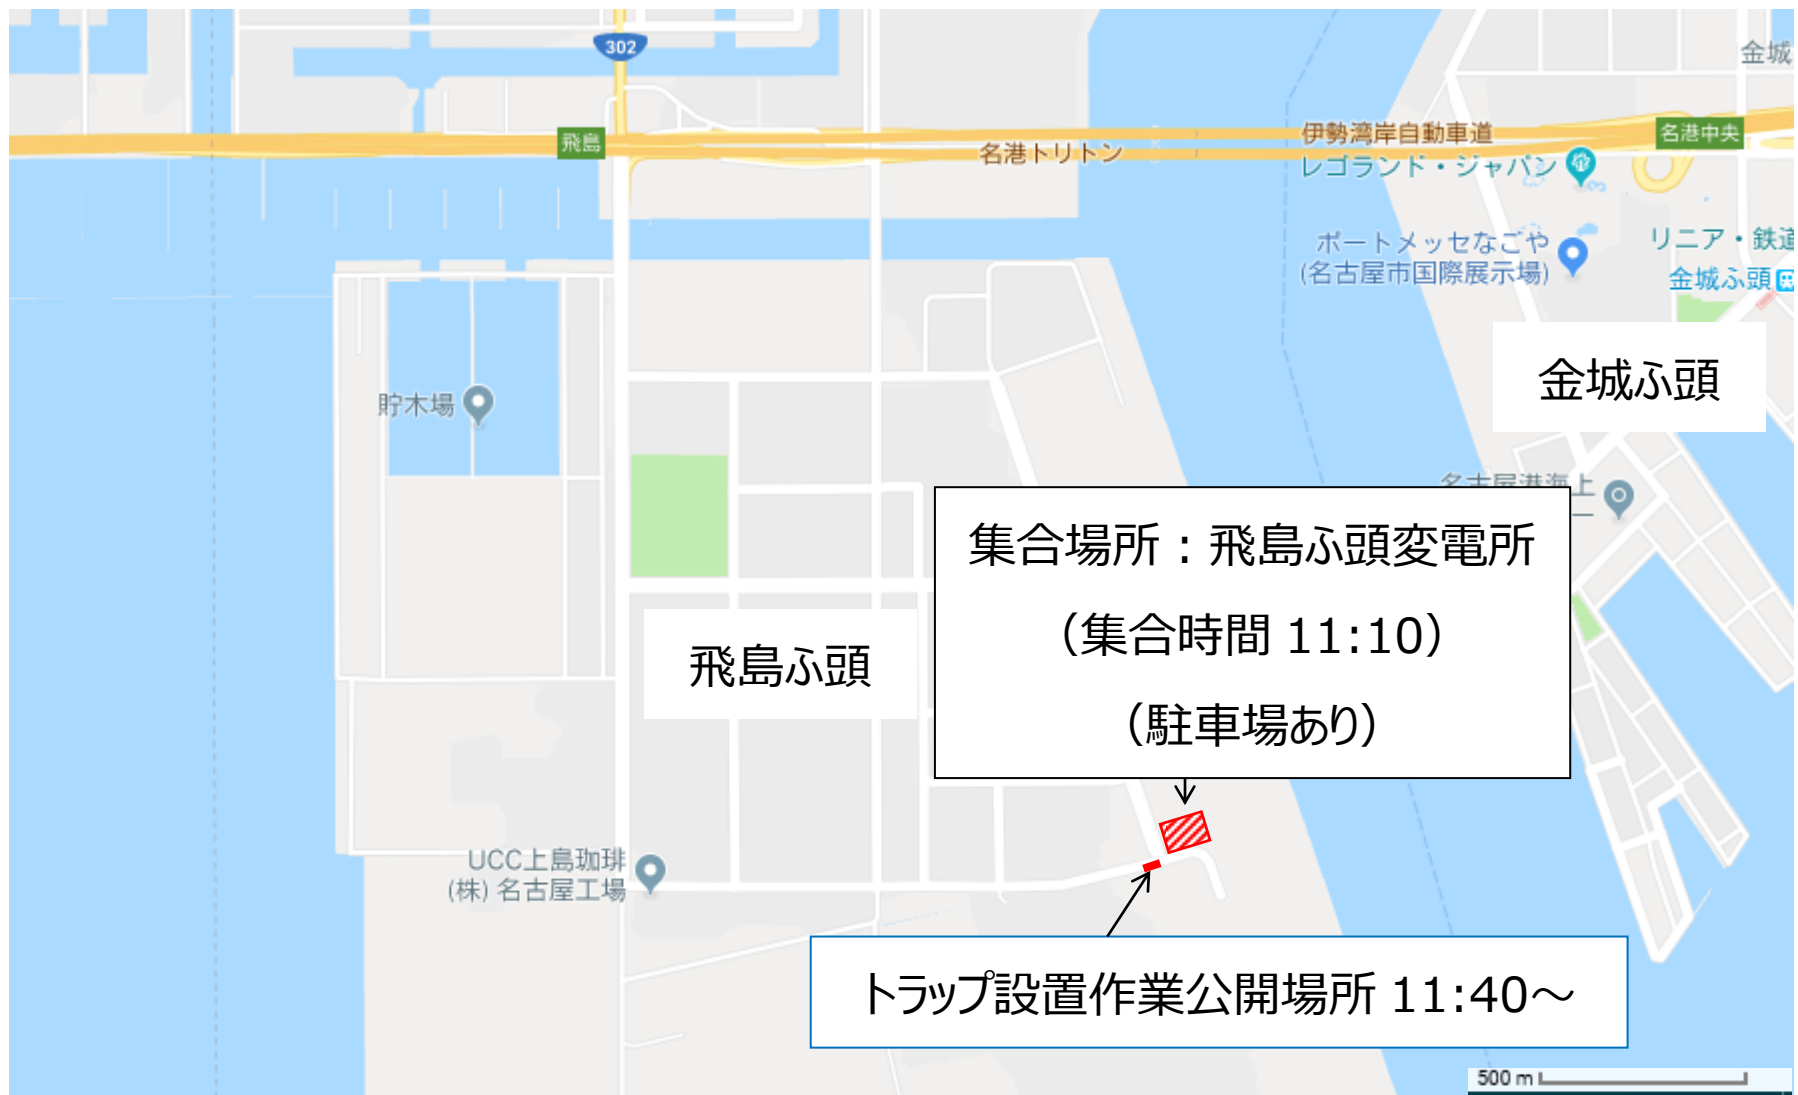 302
金城
飛島
名港トリトン
伊勢湾岸自動車道
名港中央
レゴランド・ジャパン
ポートメッセなごや
(名古屋市国際展示場)
リニア・鉄道
金城ふ頭
金城ふ頭
貯木場
名古屋港海上
集合場所：飛島ふ頭変電所
（集合時間 11:10）
（駐車場あり）
飛島ふ頭
UCC上島珈琲
(株) 名古屋工場
トラップ設置作業公開場所 11:40～
500 m